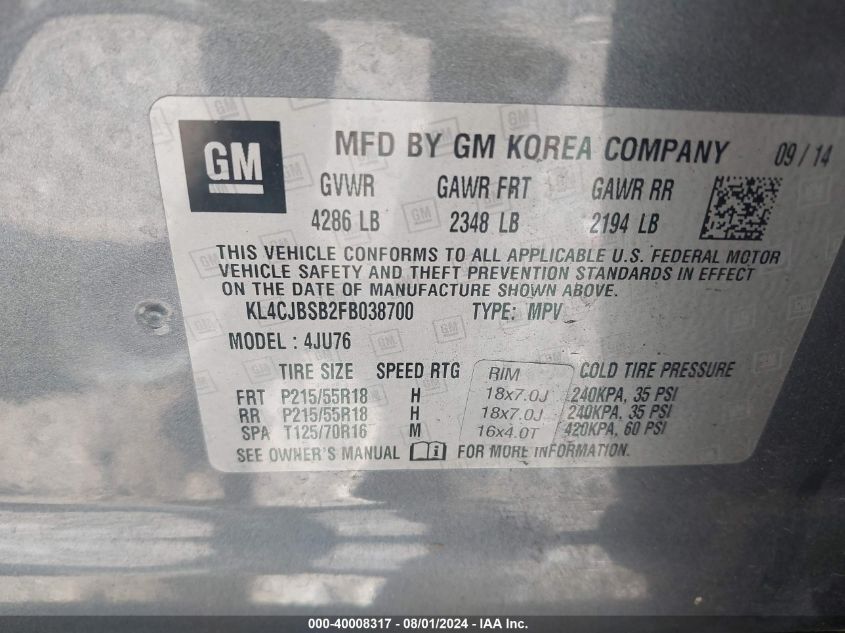 GM
MFD BY GM KOREA COMPANY 09/14
GVWR GAWR FRT GAWR RR
4286 LB 2348 LB 2194 LB
THIS VEHICLE CONFORMS TO ALL APPLICABLE U.S. FEDERAL MOTOR
VEHICLE SAFETY AND THEFT PREVENTION STANDARDS IN EFFECT
ON THE DATE OF MANUFACTURE SHOWN ABOVE.
KL4CJBSB2FB038700 TYPE: MPV
MODEL : 4JU76
TIRE SIZE SPEED RTG RIM COLD TIRE PRESSURE
FRT P215/55R18 H 18x7.0J 240KPA, 35 PSI
RR P215/55R18 H 18x7.0J 240KPA, 35 PSI
SPA T125/70R16 M 16x4.0T 420KPA, 60 PSI
SEE OWNER'S MANUAL i FOR MORE INFORMATION.
000-40008317 - 08/01/2024 - IAA Inc.